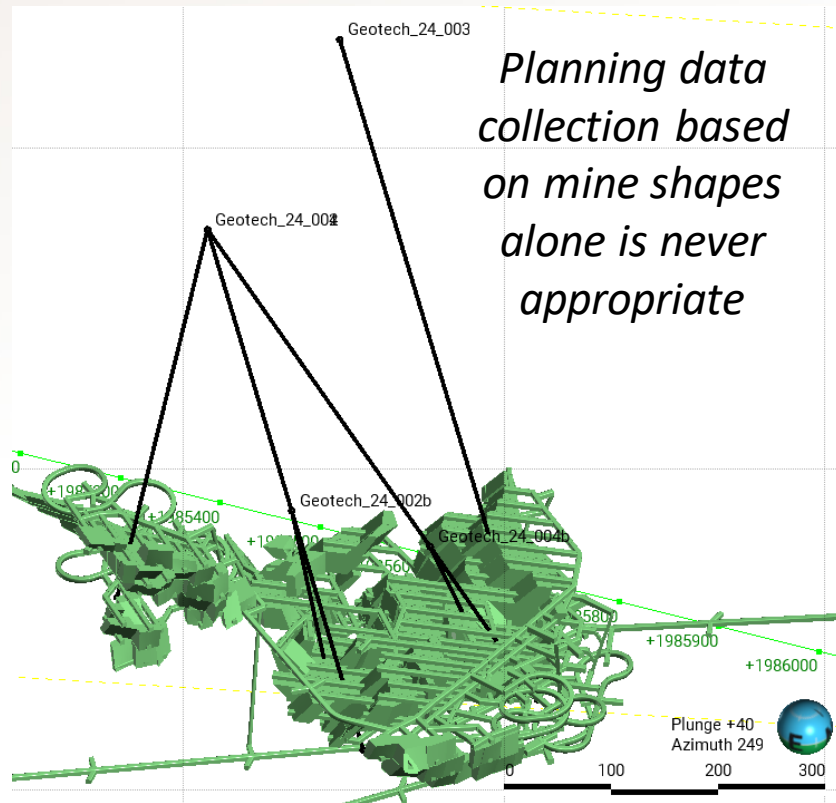 Geotech_24_003
Planning data
collection based
on mine shapes
alone is never
appropriate
Geotech_24_002b
+1985400
Geotech_24_004b
+1985900
+1986000
Plunge +40
Azimuth 249
E
0 100 200 300